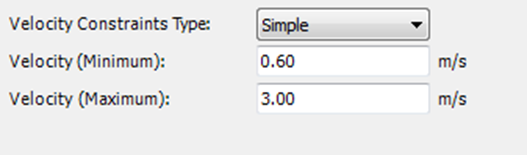 Velocity Constraints Type: Simple
Velocity (Minimum): 0.60 m/s
Velocity (Maximum): 3.00 m/s